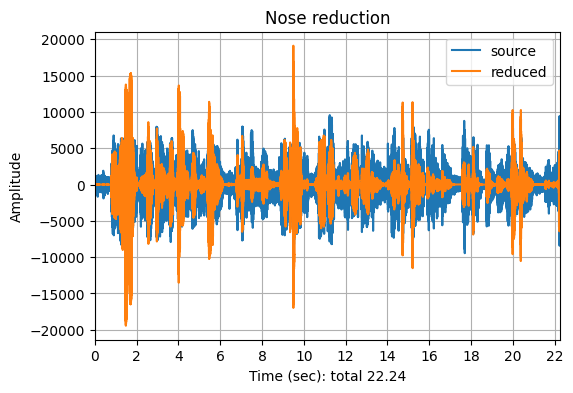 Nose reduction
source
reduced
20000
15000
10000
5000
0
−5000
−10000
−15000
−20000
Amplitude
0 2 4 6 8 10 12 14 16 18 20 22
Time (sec): total 22.24